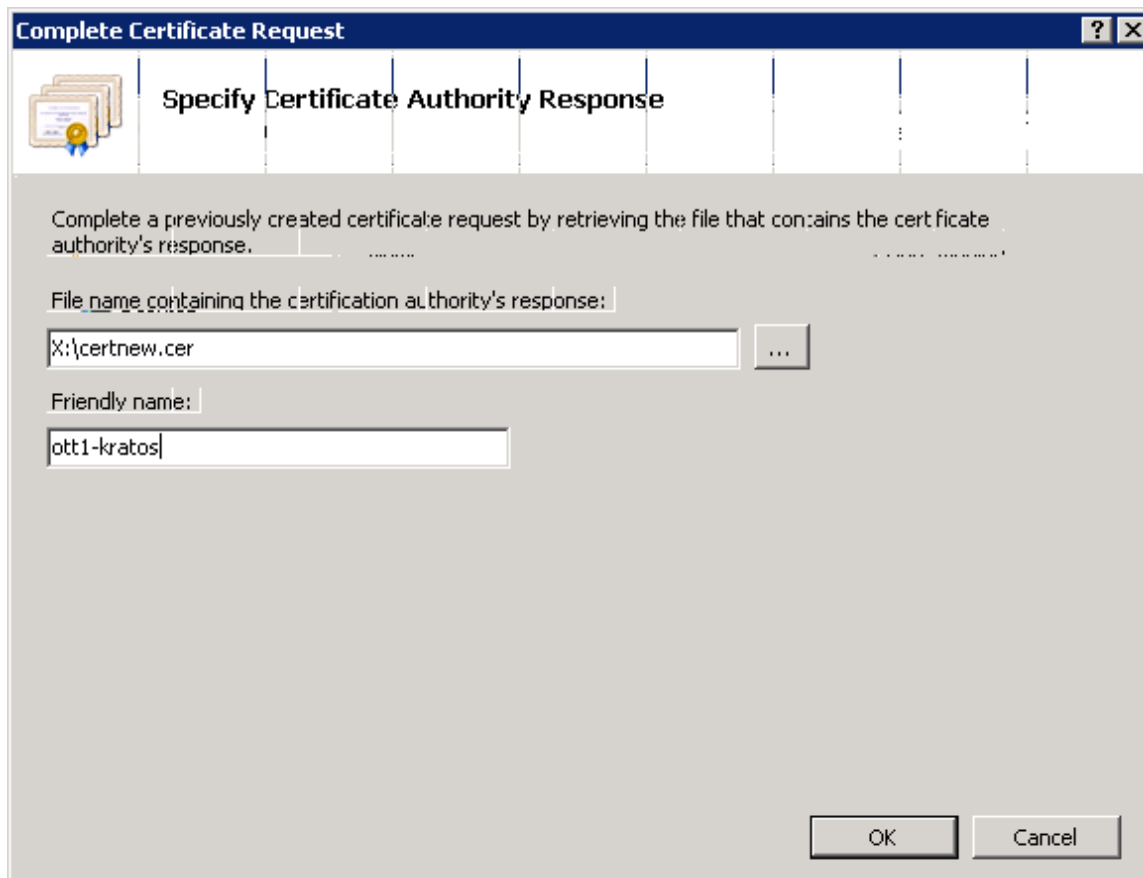 Complete Certificate Request
Specify Certificate Authority Response
Complete a previously created certificate request by retrieving the file that contains the certificate
authority's response.
File name containing the certification authority's response:
X:\certnew.cer
...
Friendly name:
ott1-kratos
OK
Cancel